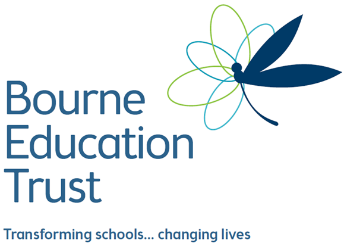 Bourne
Education
Trust
Transforming schools... changing lives